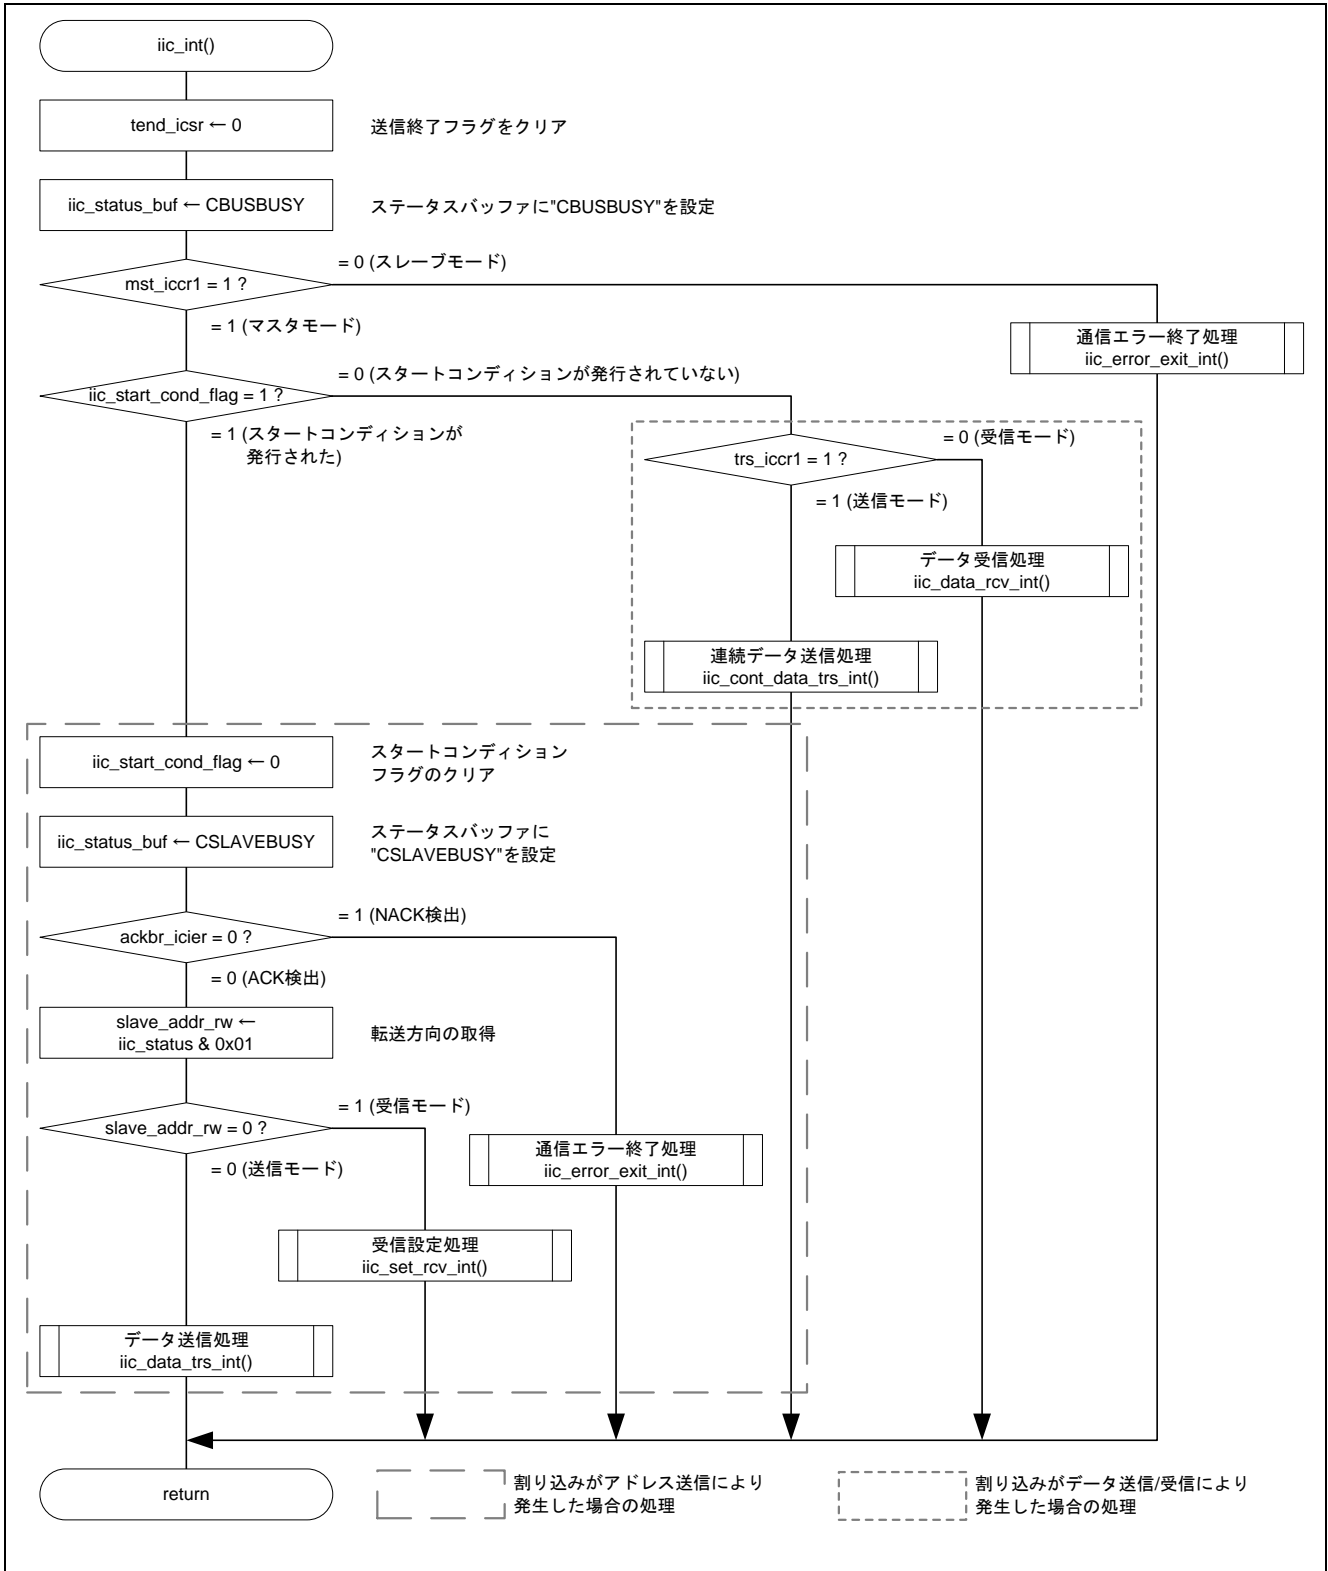 iic_int()
tend_icsr ← 0
送信終了フラグをクリア
iic_status_buf ← CBUSBUSY
ステータスバッファに"CBUSBUSY"を設定
= 0 (スレーブモード)
mst_iccr1 = 1 ?
= 1 (マスタモード)
通信エラー終了処理
iic_error_exit_int()
= 0 (スタートコンディションが発行されていない)
iic_start_cond_flag = 1 ?
= 1 (スタートコンディションが
発行された)
= 0 (受信モード)
trs_iccr1 = 1 ?
= 1 (送信モード)
データ受信処理
iic_data_rcv_int()
連続データ送信処理
iic_cont_data_trs_int()
iic_start_cond_flag ← 0
スタートコンディション
フラグのクリア
iic_status_buf ← CSLAVEBUSY
ステータスバッファに
"CSLAVEBUSY"を設定
= 1 (NACK検出)
ackbr_icier = 0 ?
= 0 (ACK検出)
slave_addr_rw ←
iic_status & 0x01
転送方向の取得
= 1 (受信モード)
slave_addr_rw = 0 ?
= 0 (送信モード)
通信エラー終了処理
iic_error_exit_int()
受信設定処理
iic_set_rcv_int()
データ送信処理
iic_data_trs_int()
return
割り込みがアドレス送信により
発生した場合の処理
割り込みがデータ送信/受信により
発生した場合の処理